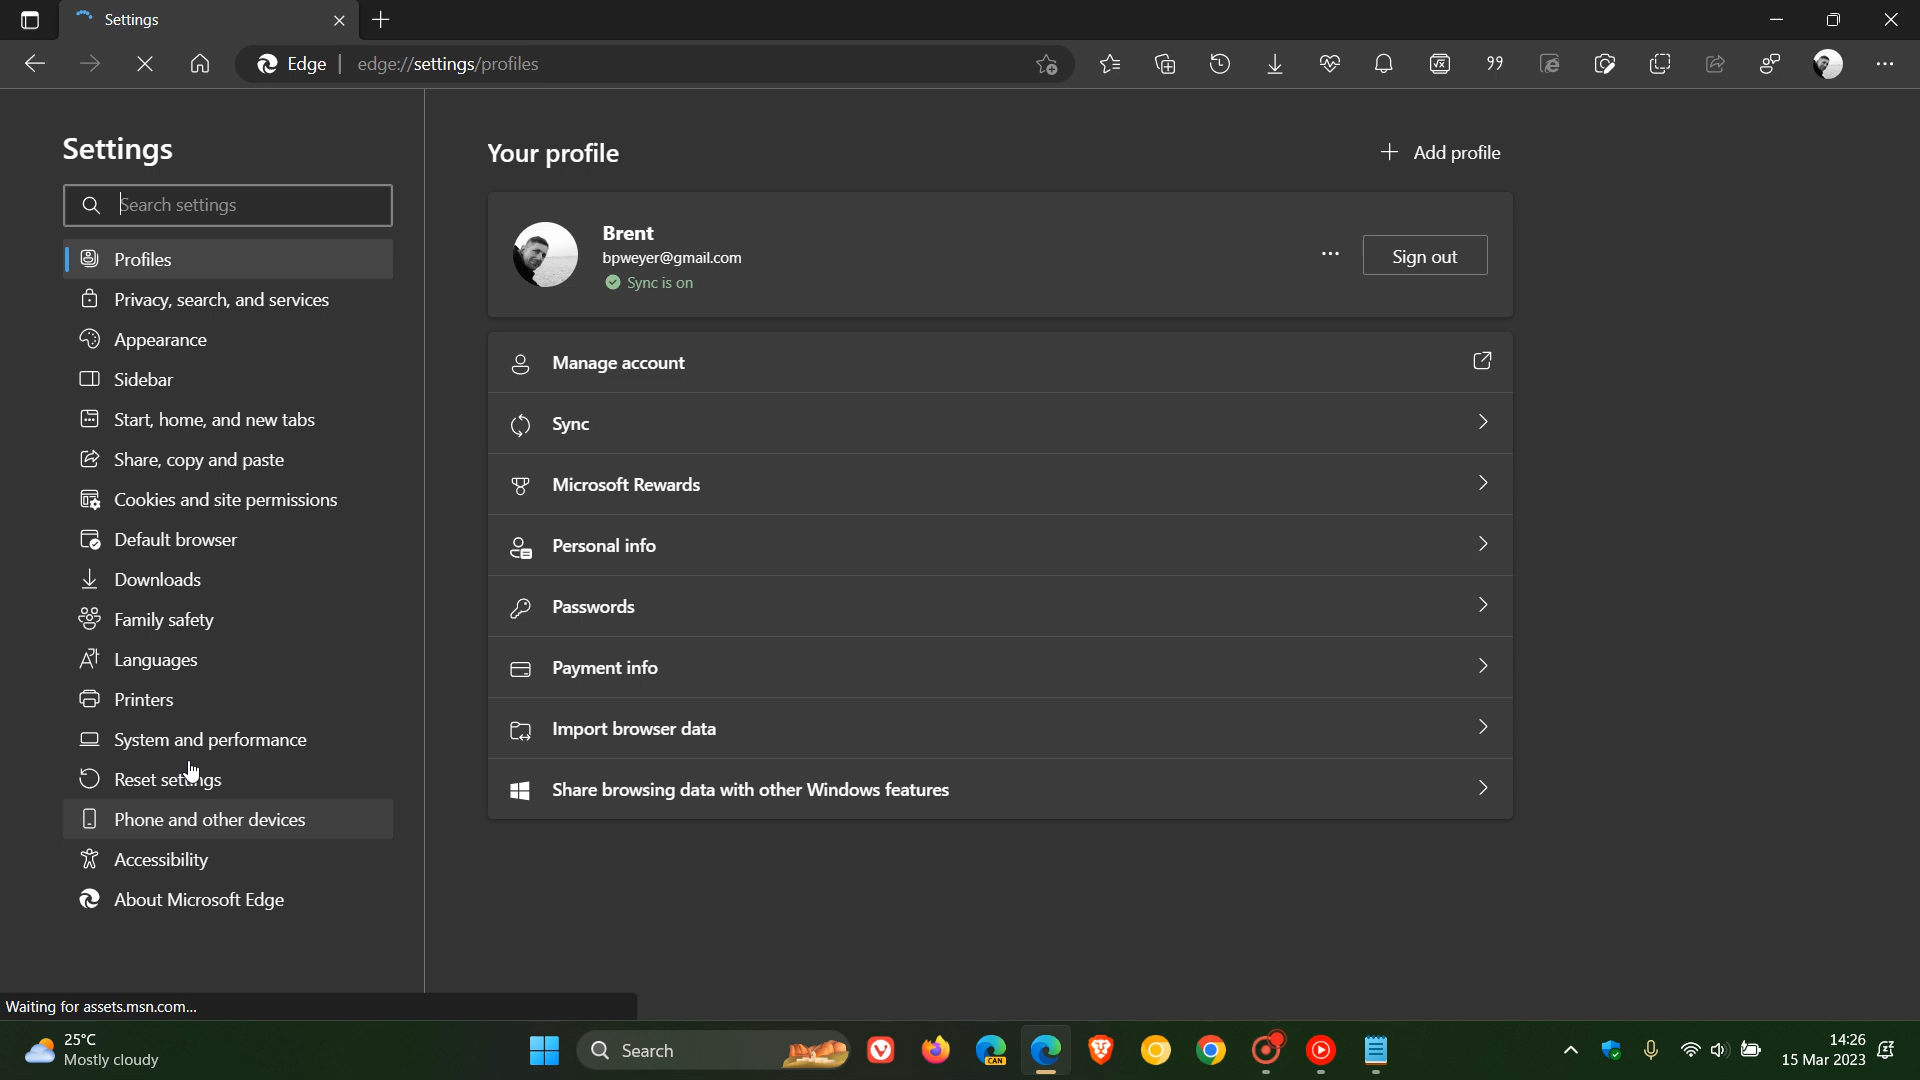 Settings
Edge
edge://settings/profiles
Settings
Search settings
Profiles
Privacy, search, and services
Appearance
Sidebar
Start, home, and new tabs
Share, copy and paste
Cookies and site permissions
Default browser
Downloads
Family safety
Languages
Printers
System and performance
Reset settings
Phone and other devices
Accessibility
About Microsoft Edge
Your profile
Add profile
Brent
bpweyer@gmail.com
Sync is on
Sign out
Manage account
Sync
Microsoft Rewards
Personal info
Passwords
Payment info
Import browser data
Share browsing data with other Windows features
Waiting for assets.msn.com...
25°C
Mostly cloudy
Search
CAN
14:26
15 Mar 2023